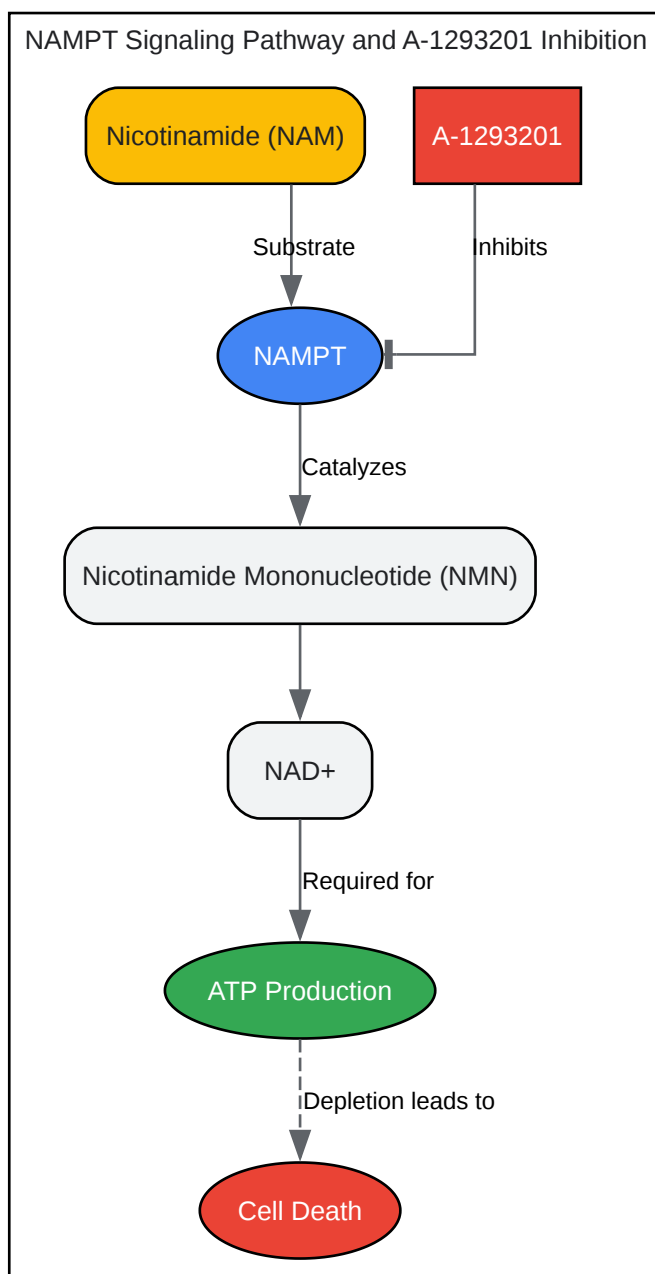 NAMPT Signaling Pathway and A-1293201 Inhibition
Nicotinamide (NAM)
A-1293201
Substrate
Inhibits
NAMPT
Catalyzes
Nicotinamide Mononucleotide (NMN)
NAD+
Required for
ATP Production
Depletion leads to
Cell Death